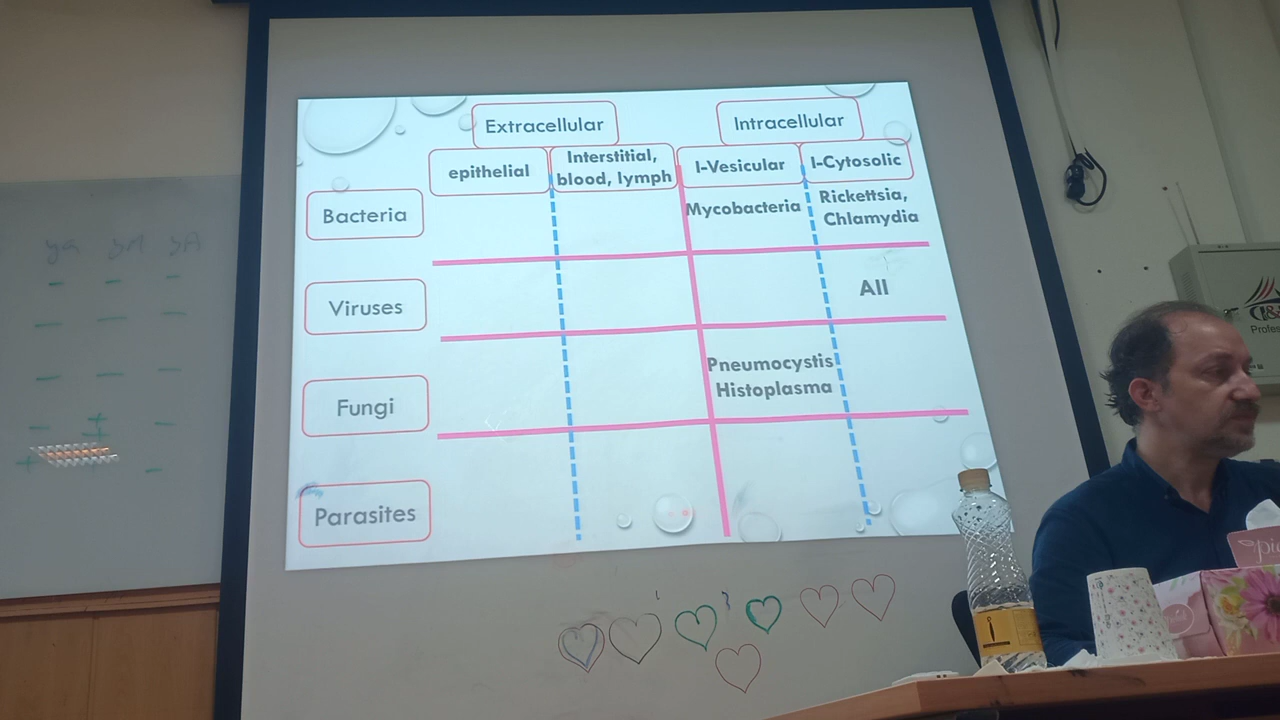 Extracellular
Intracellular
epithelial
Interstitial,
blood, lymph
I-Vesicular
I-Cytosolic
Bacteria
Mycobacteria
Rickettsia,
Chlamydia
Viruses
All
Fungi
Pneumocystis
Histoplasma
Parasites